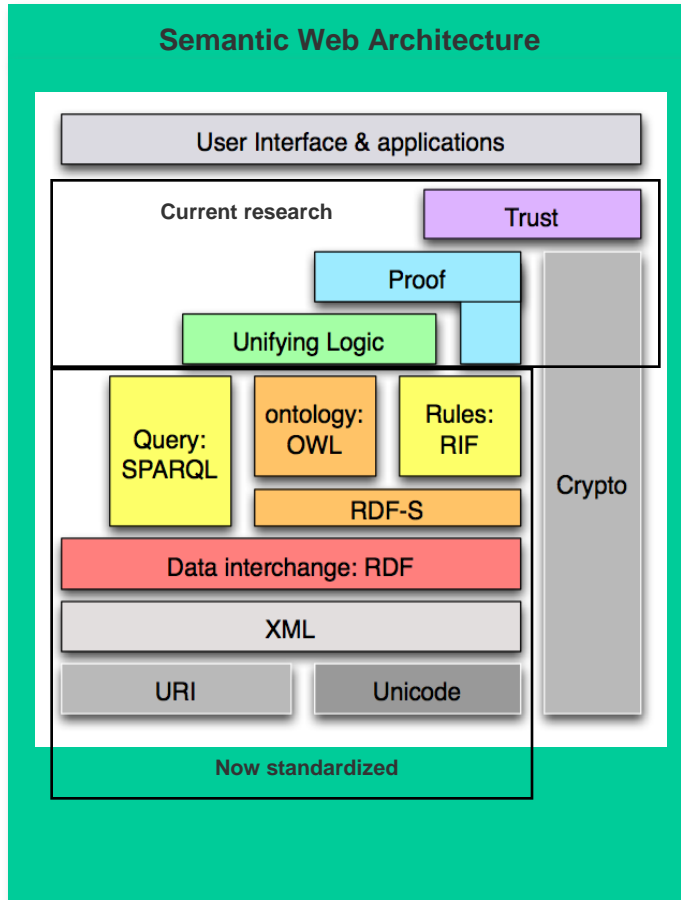 Semantic Web Architecture
User Interface & applications
Current research
Trust
Proof
Unifying Logic
Query:
SPARQL
ontology:
OWL
Rules:
RIF
Crypto
RDF-S
Data interchange: RDF
XML
URI
Unicode
Now standardized